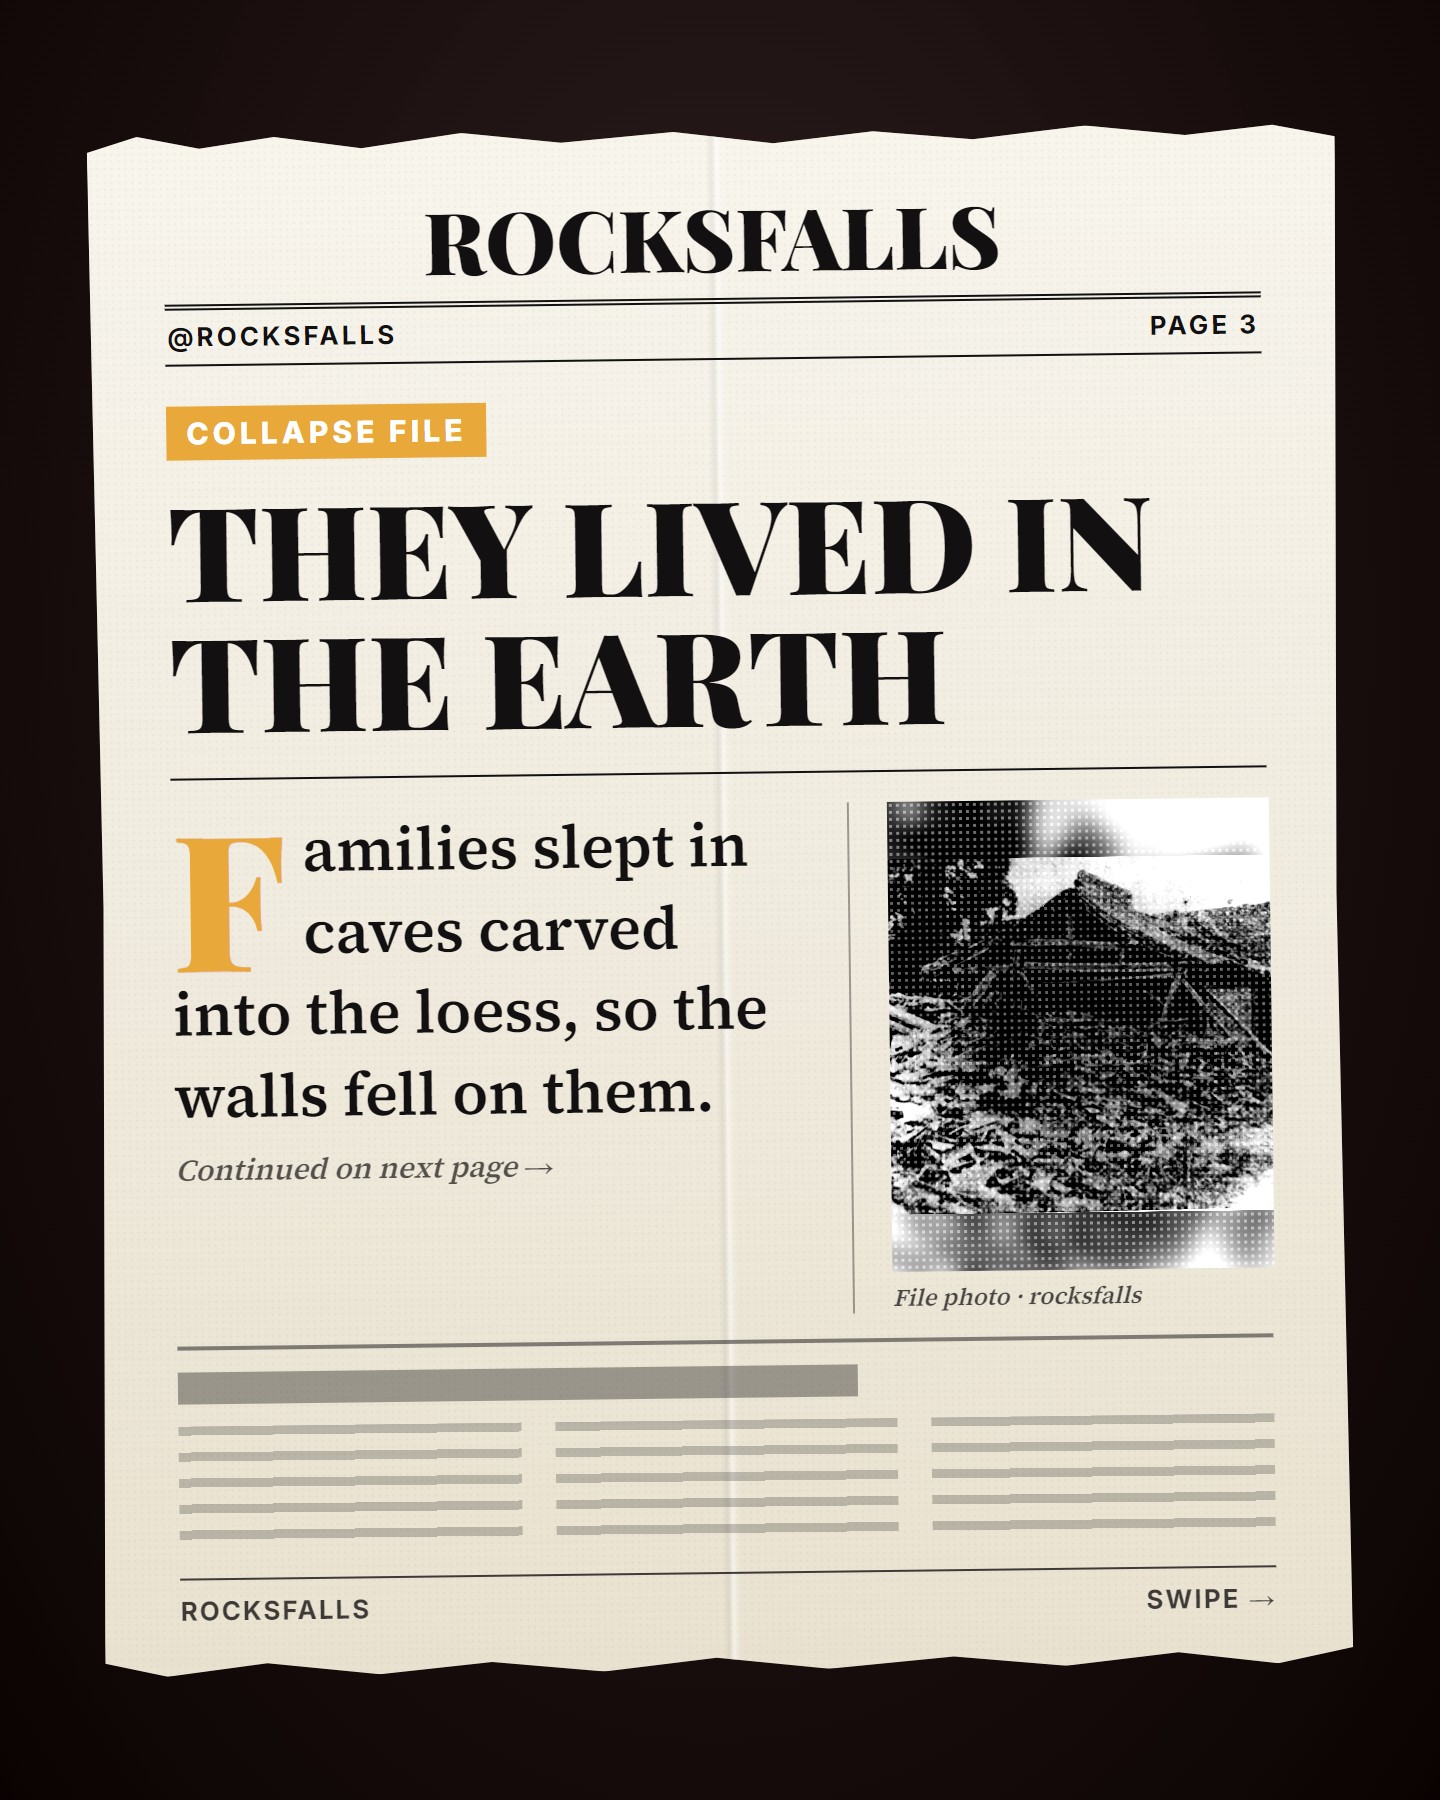 ROCKSFALLS
@ROCKSFALLS
PAGE 3
COLLAPSE FILE
THEY LIVED IN
THE EARTH
Families slept in
caves carved
into the loess, so the
walls fell on them.
Continued on next page →
File photo · rocksfalls
ROCKSFALLS
SWIPE →